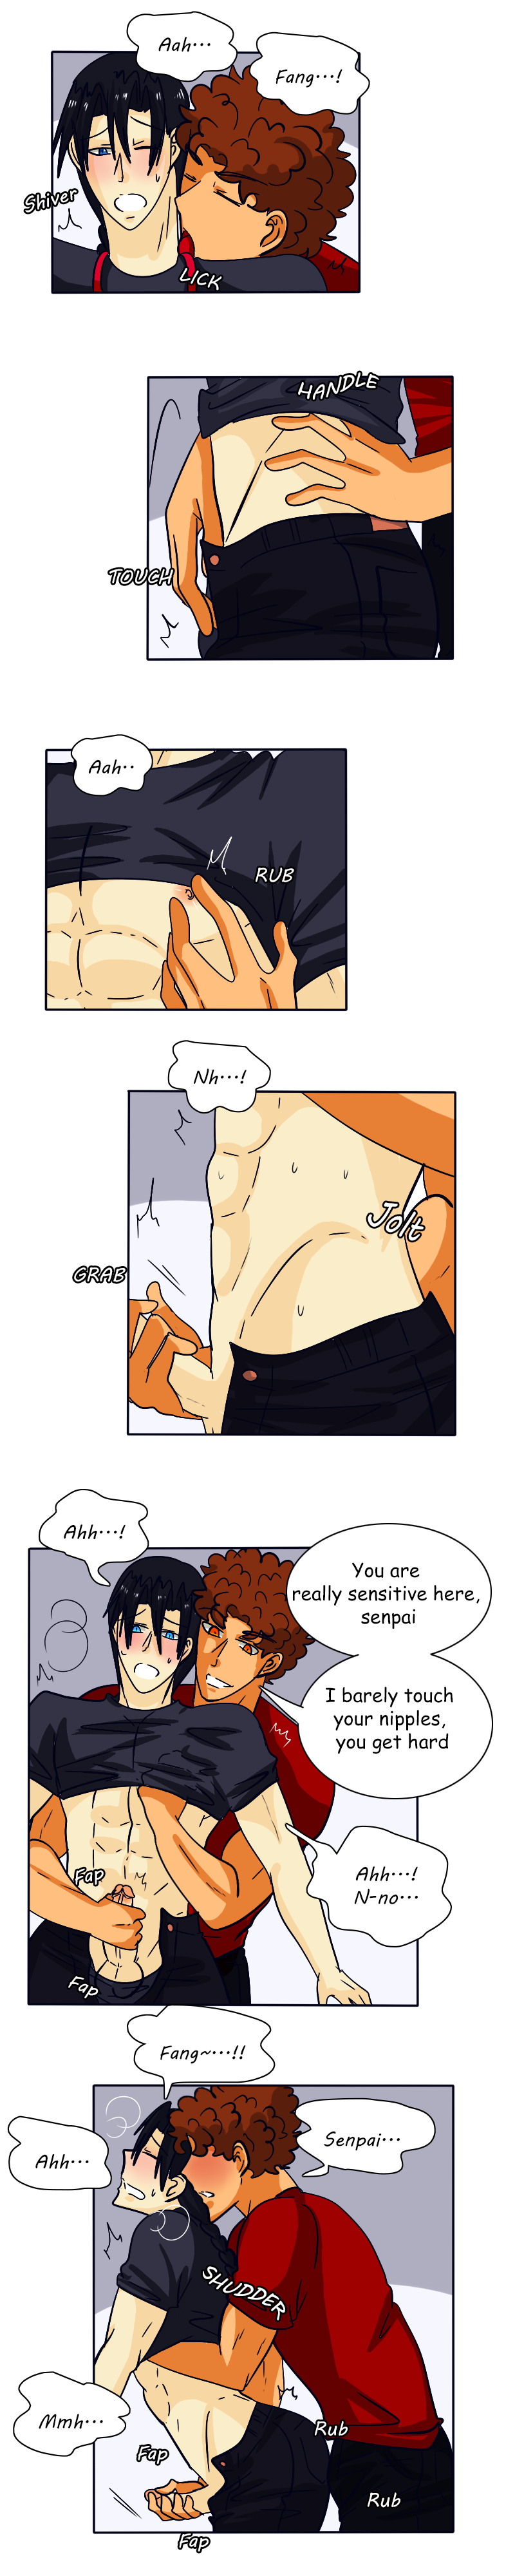 Aah...
Fang...!
Shiver
LICK
HANDLE
TOUCH
Aah..
RUB
Nh...!
Jolt
GRAB
Ahh...!
You are
really sensitive here,
senpai
I barely touch
your nipples,
you get hard
Ahh...!
N-no...
Fap
Fap
Fang~...!!
Senpai...
Ahh...
SHUDDER
Mmh...
Rub
Fap
Rub
Fap